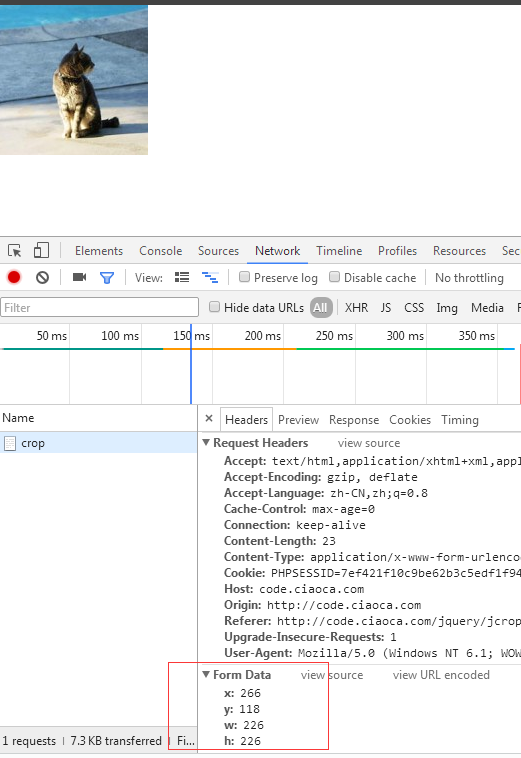 Elements Console Sources Network Timeline Profiles Resources Sec
View: Preserve log Disable cache No throttling
Filter Hide data URLs All XHR JS CSS Img Media
50 ms 100 ms 150 ms 200 ms 250 ms 300 ms 350 ms
Name
crop
× Headers Preview Response Cookies Timing
Request Headers view source
Accept: text/html,application/xhtml+xml,appl
Accept-Encoding: gzip, deflate
Accept-Language: zh-CN,zh;q=0.8
Cache-Control: max-age=0
Connection: keep-alive
Content-Length: 23
Content-Type: application/x-www-form-urlenco
Cookie: PHPSESSID=7ef421f10c9be62b3c5edf1f94
Host: code.ciaoca.com
Origin: http://code.ciaoca.com
Referer: http://code.ciaoca.com/jquery/jcrop
Upgrade-Insecure-Requests: 1
User-Agent: Mozilla/5.0 (Windows NT 6.1; WOW
Form Data view source view URL encoded
x: 266
y: 118
w: 226
h: 226
1 requests | 7.3 KB transferred | Fi...